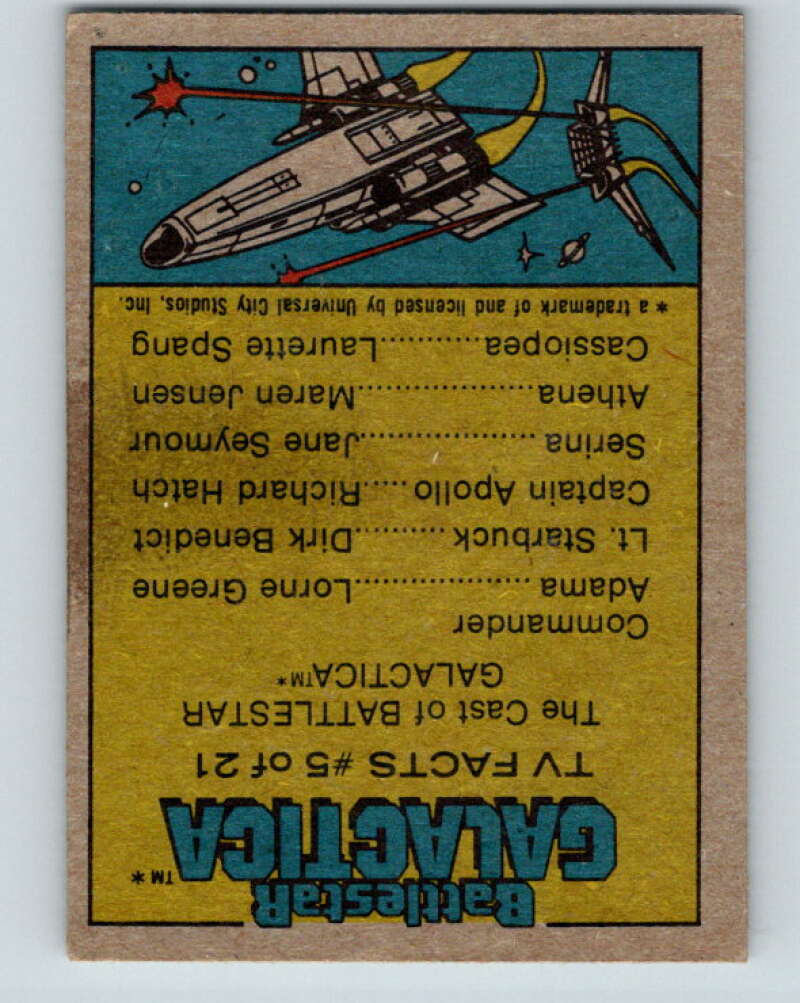 BattlestaR
GALACTICA™*
TV FACTS #5 of 21
The Cast of BATTLESTAR
GALACTICA™*
Commander
Adama ..................Lorne Greene
Lt. Starbuck ..........Dirk Benedict
Captain Apollo .....Richard Hatch
Serina ..................Jane Seymour
Athena ..................Maren Jensen
Cassiopea...........Laurette Spang
* a trademark of and licensed by Universal City Studios, Inc.